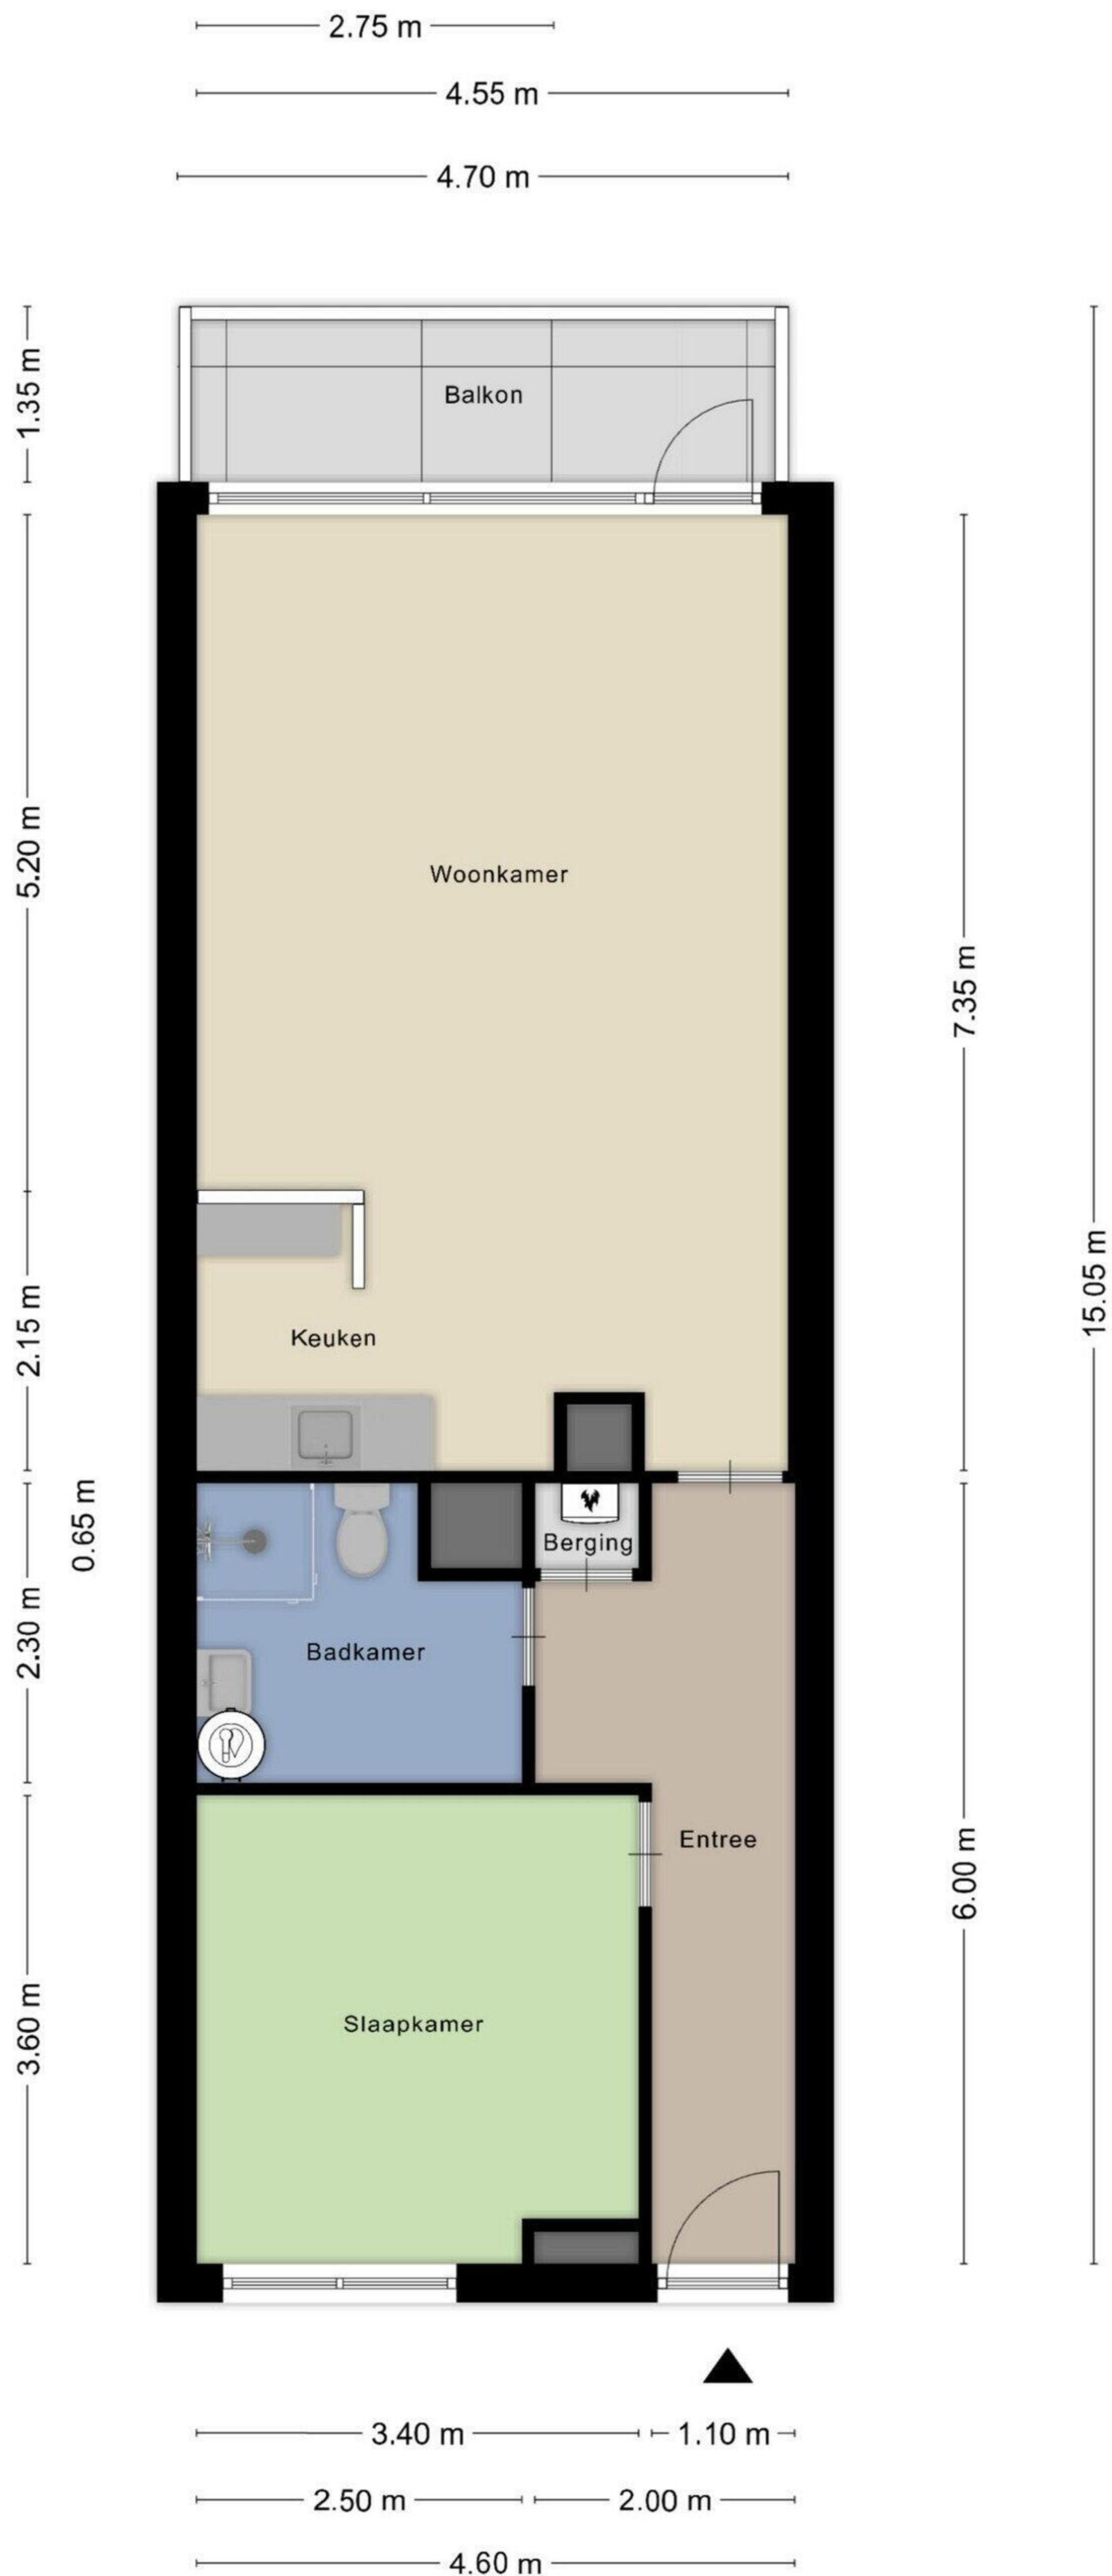 2.75 m
4.55 m
4.70 m
1.35 m
Balkon
5.20 m
Woonkamer
7.35 m
15.05 m
2.15 m
Keuken
0.65 m
Berging
2.30 m
Badkamer
Entree
6.00 m
3.60 m
Slaapkamer
3.40 m
1.10 m
2.50 m
2.00 m
4.60 m